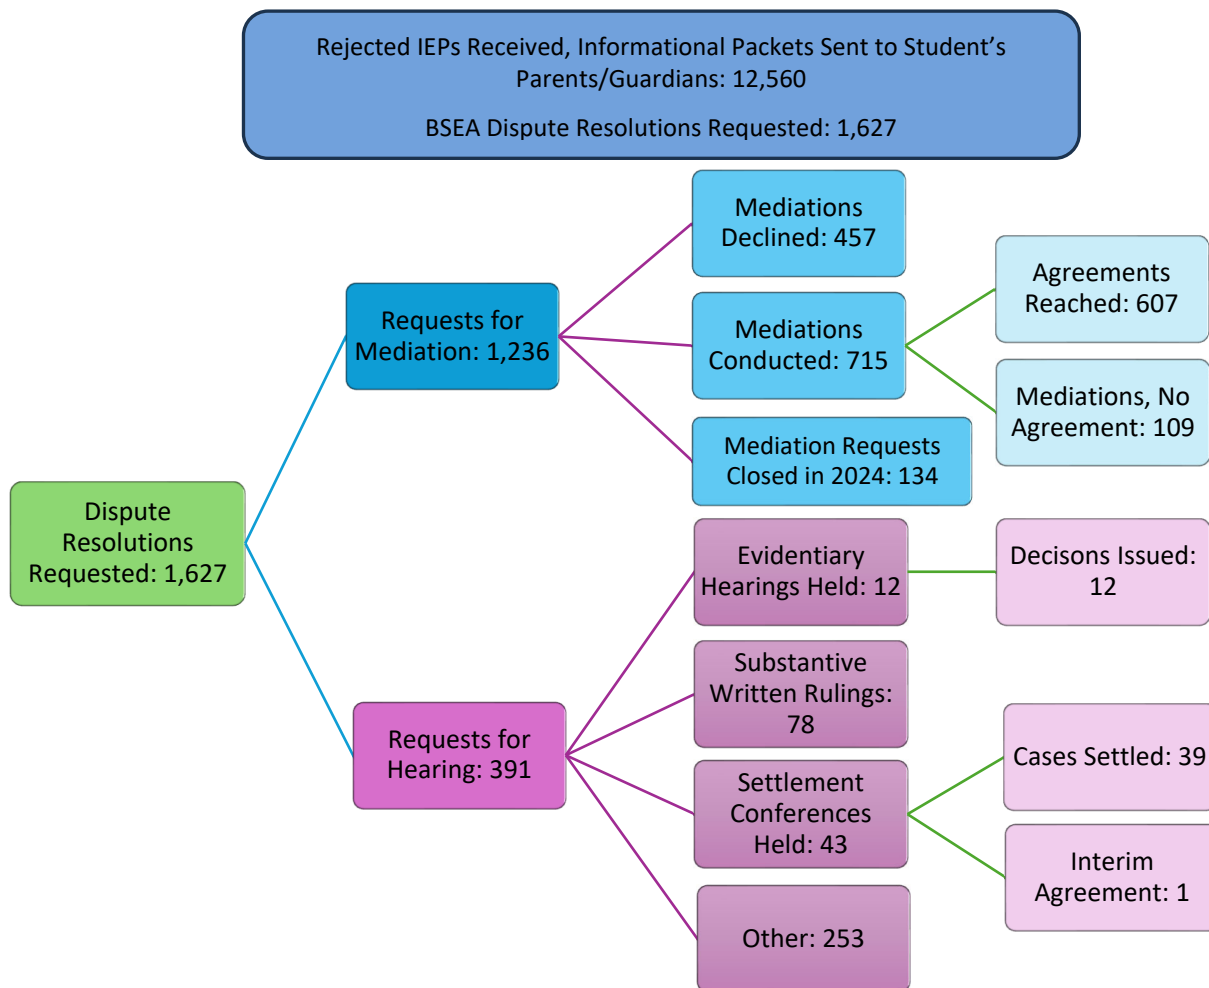 Rejected IEPs Received, Informational Packets Sent to Student’s
Parents/Guardians: 12,560
BSEA Dispute Resolutions Requested: 1,627
Dispute
Resolutions
Requested: 1,627
Requests for
Mediation: 1,236
Mediations
Declined: 457
Mediations
Conducted: 715
Agreements
Reached: 607
Mediations, No
Agreement: 109
Mediation Requests
Closed in 2024: 134
Requests for
Hearing: 391
Evidentiary
Hearings Held: 12
Decisons Issued:
12
Substantive
Written Rulings:
78
Settlement
Conferences
Held: 43
Cases Settled: 39
Interim
Agreement: 1
Other: 253